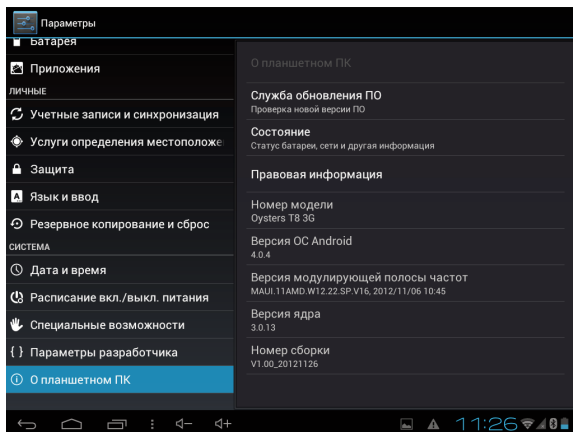 Параметры
Батарея
Приложения
ЛИЧНЫЕ
Учетные записи и синхронизация
Услуги определения местоположе
Защита
Язык и ввод
Резервное копирование и сброс
СИСТЕМА
Дата и время
Расписание вкл./выкл. питания
Специальные возможности
{ } Параметры разработчика
О планшетном ПК
О планшетном ПК
Служба обновления ПО
Проверка новой версии ПО
Состояние
Статус батареи, сети и другая информация
Правовая информация
Номер модели
Oysters T8 3G
Версия ОС Android
4.0.4
Версия модулирующей полосы частот
MAUI.11AMD.W12.22.SP.V16, 2012/11/06 10:45
Версия ядра
3.0.13
Номер сборки
V1.00_20121126
11:26